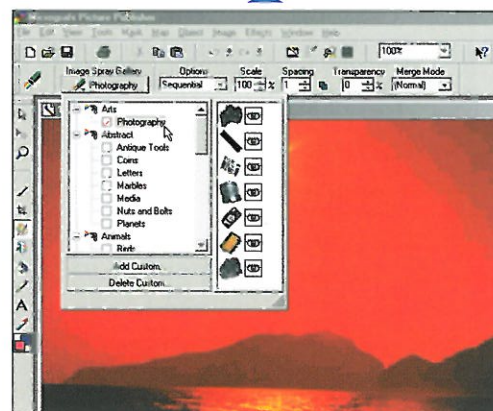 Micrografx Picture Publisher
File Edit View Tools Mask Map Object Image Effects Window Help
100%
Image Spray Gallery Options Scale Spacing Transparency Merge Mode
Photography Sequential 100 % 1 0 % (Normal)
Arts
Photography
Abstract
Antique Tools
Coins
Letters
Marbles
Media
Nuts and Bolts
Planets
Animals
Birds
Add Custom...
Delete Custom...
A